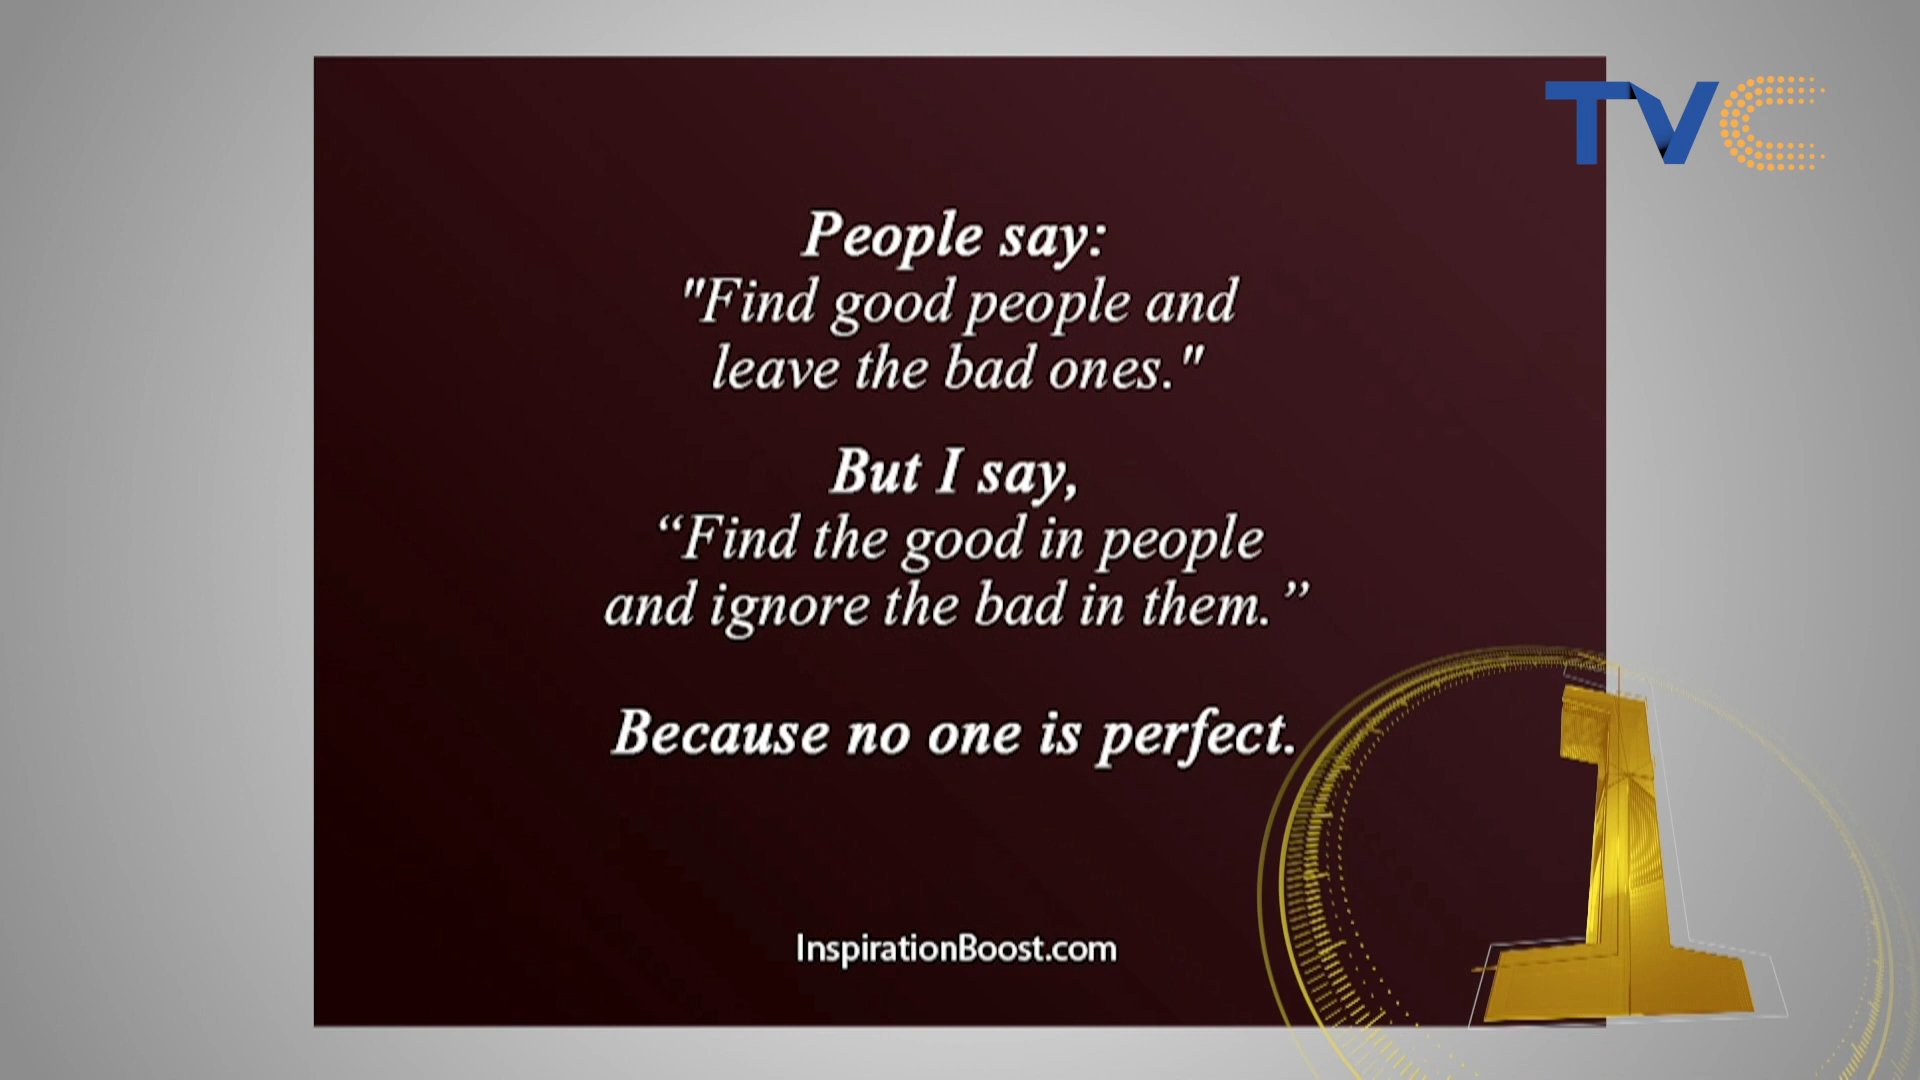 TVC
People say:
"Find good people and
leave the bad ones."
But I say,
“Find the good in people
and ignore the bad in them.”
Because no one is perfect.
1
InspirationBoost.com